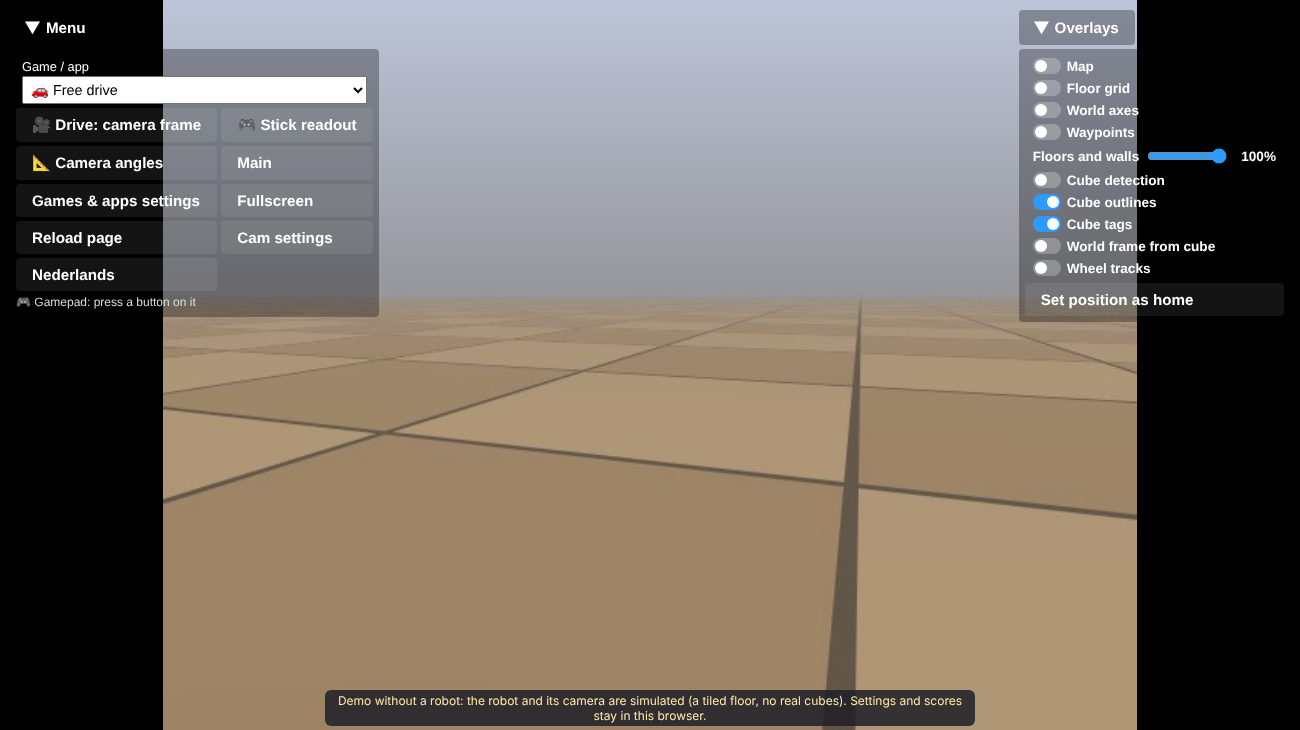 ▼ Menu
Game / app
🚗 Free drive
🎥 Drive: camera frame
🎮 Stick readout
📐 Camera angles
Main
Games & apps settings
Fullscreen
Reload page
Cam settings
Nederlands
🎮 Gamepad: press a button on it
▼ Overlays
Map
Floor grid
World axes
Waypoints
Floors and walls 100%
Cube detection
Cube outlines
Cube tags
World frame from cube
Wheel tracks
Set position as home
Demo without a robot: the robot and its camera are simulated (a tiled floor, no real cubes). Settings and scores
stay in this browser.